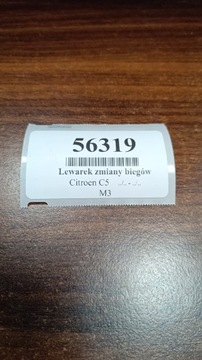 56319
Lewarek zmiany biegów
Citroen C5
M3